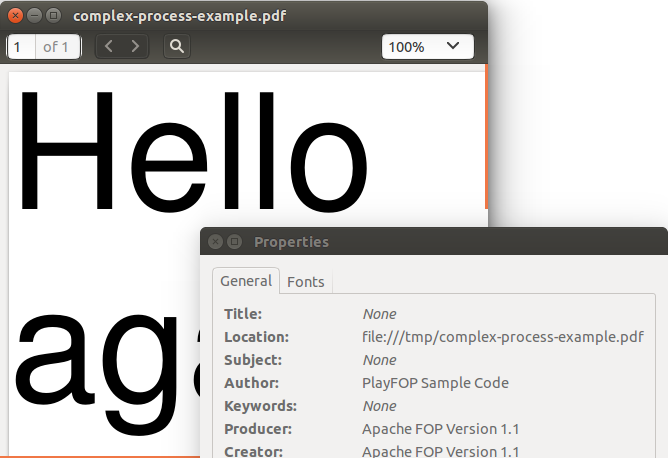 complex-process-example.pdf
1 of 1 100%
Hello
Properties
General Fonts
Title: None
Location: file:///tmp/complex-process-example.pdf
Subject: None
Author: PlayFOP Sample Code
Keywords: None
Producer: Apache FOP Version 1.1
Creator: Apache FOP Version 1.1